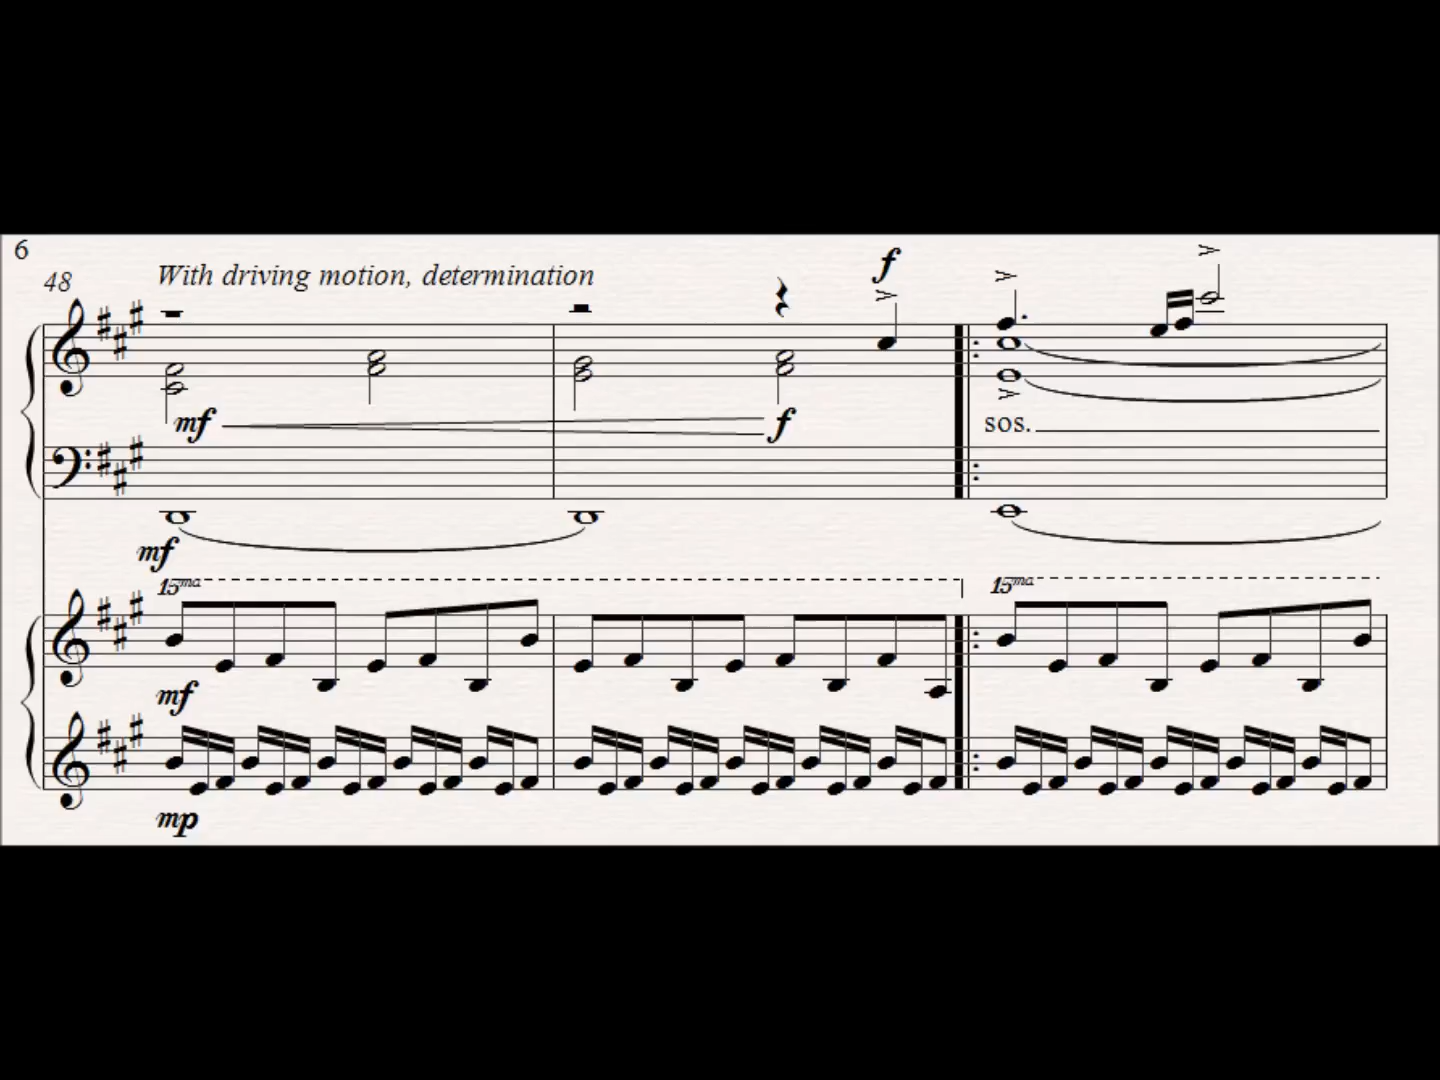 6
48
With driving motion, determination
f
mf
f
sos.
mf
15ma
15ma
mf
mp